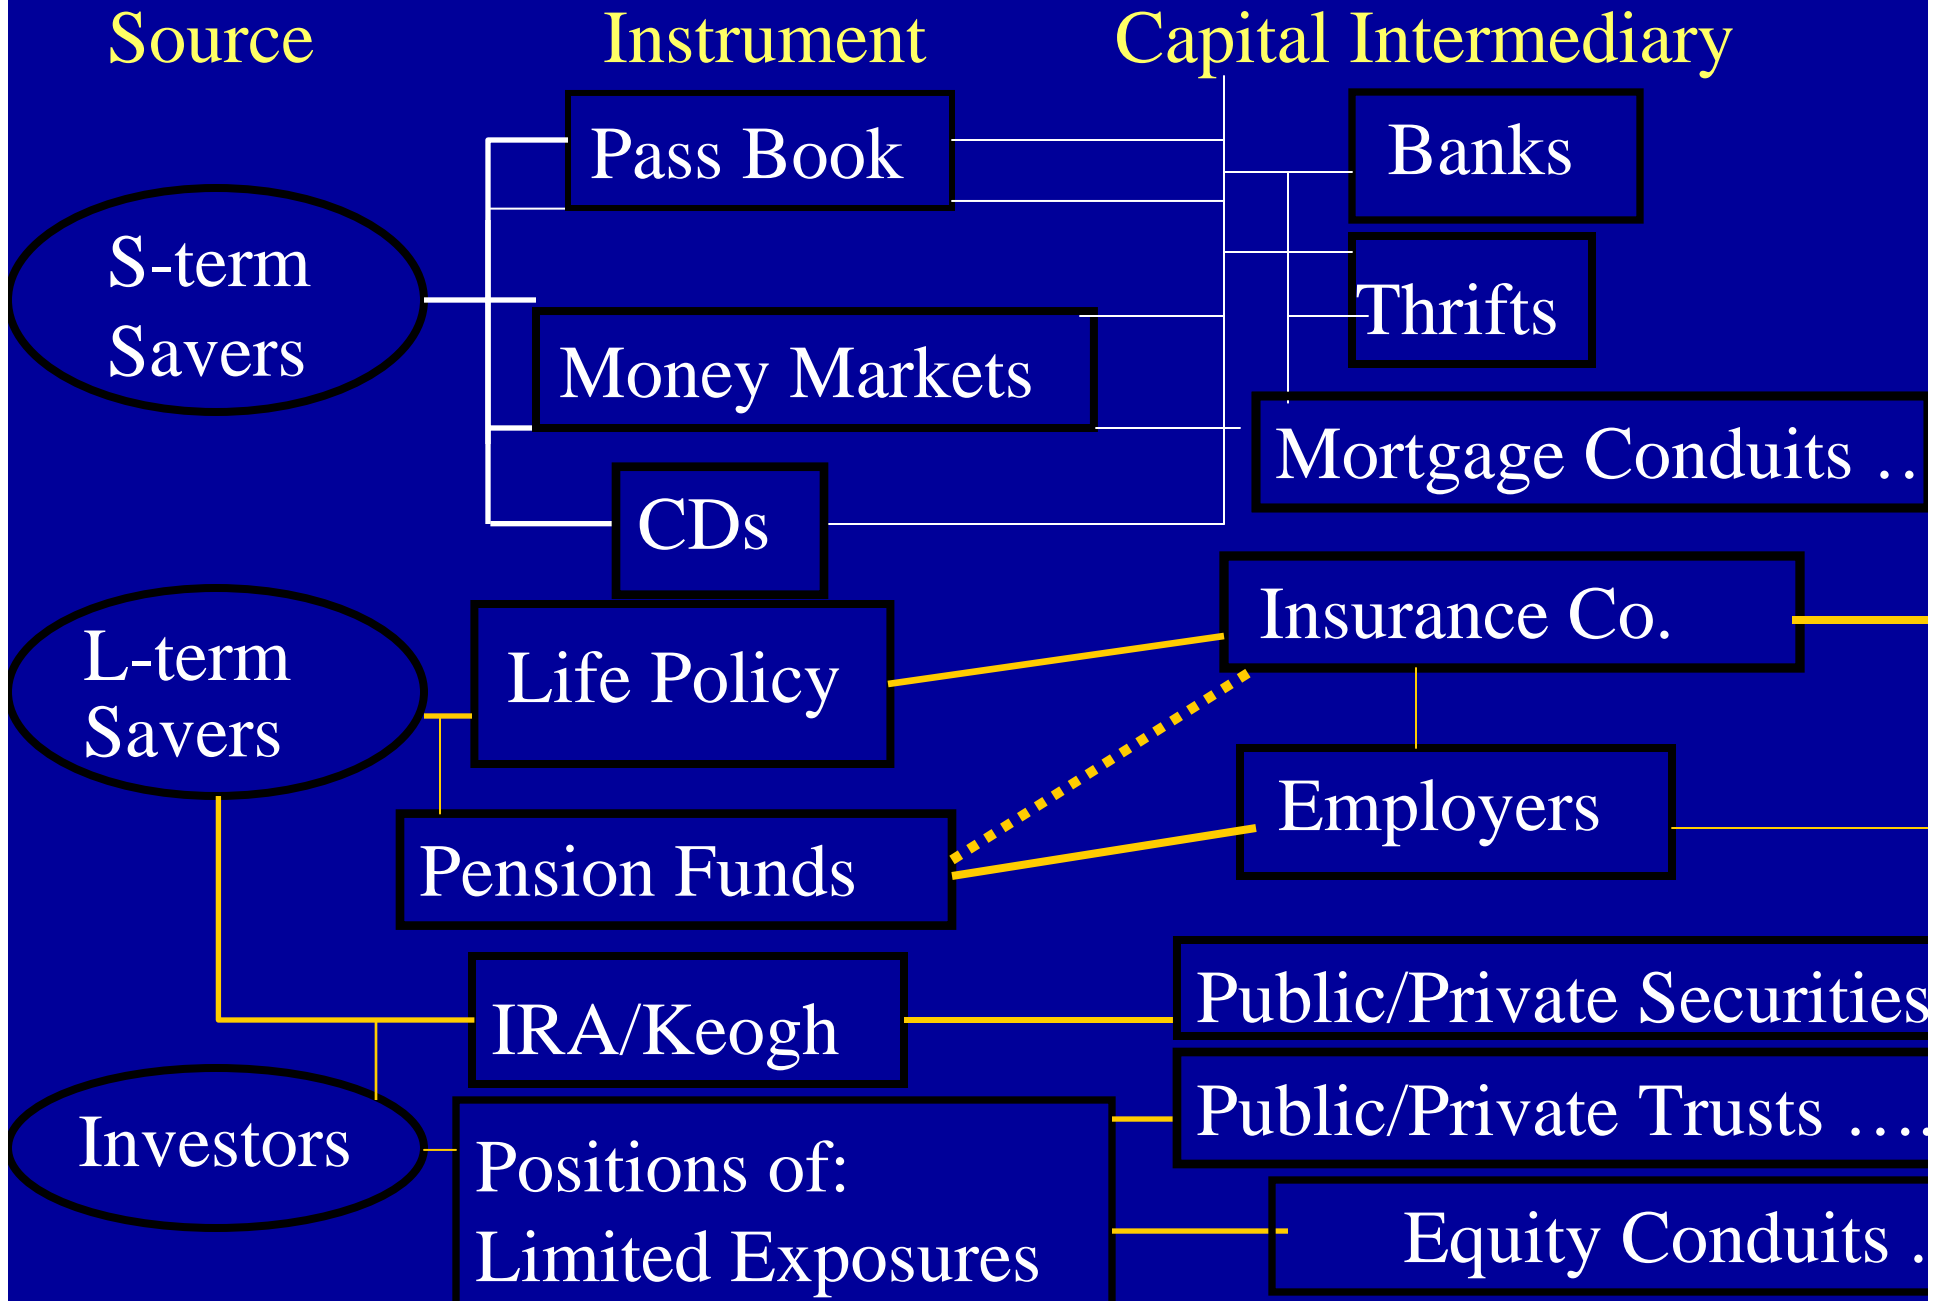 Source
Instrument
Capital Intermediary
Pass Book
Banks
S-term
Savers
Thrifts
Money Markets
Mortgage Conduits ..
CDs
Insurance Co.
L-term
Savers
Life Policy
Employers
Pension Funds
Public/Private Securities
IRA/Keogh
Public/Private Trusts ....
Investors
Positions of:
Limited Exposures
Equity Conduits .